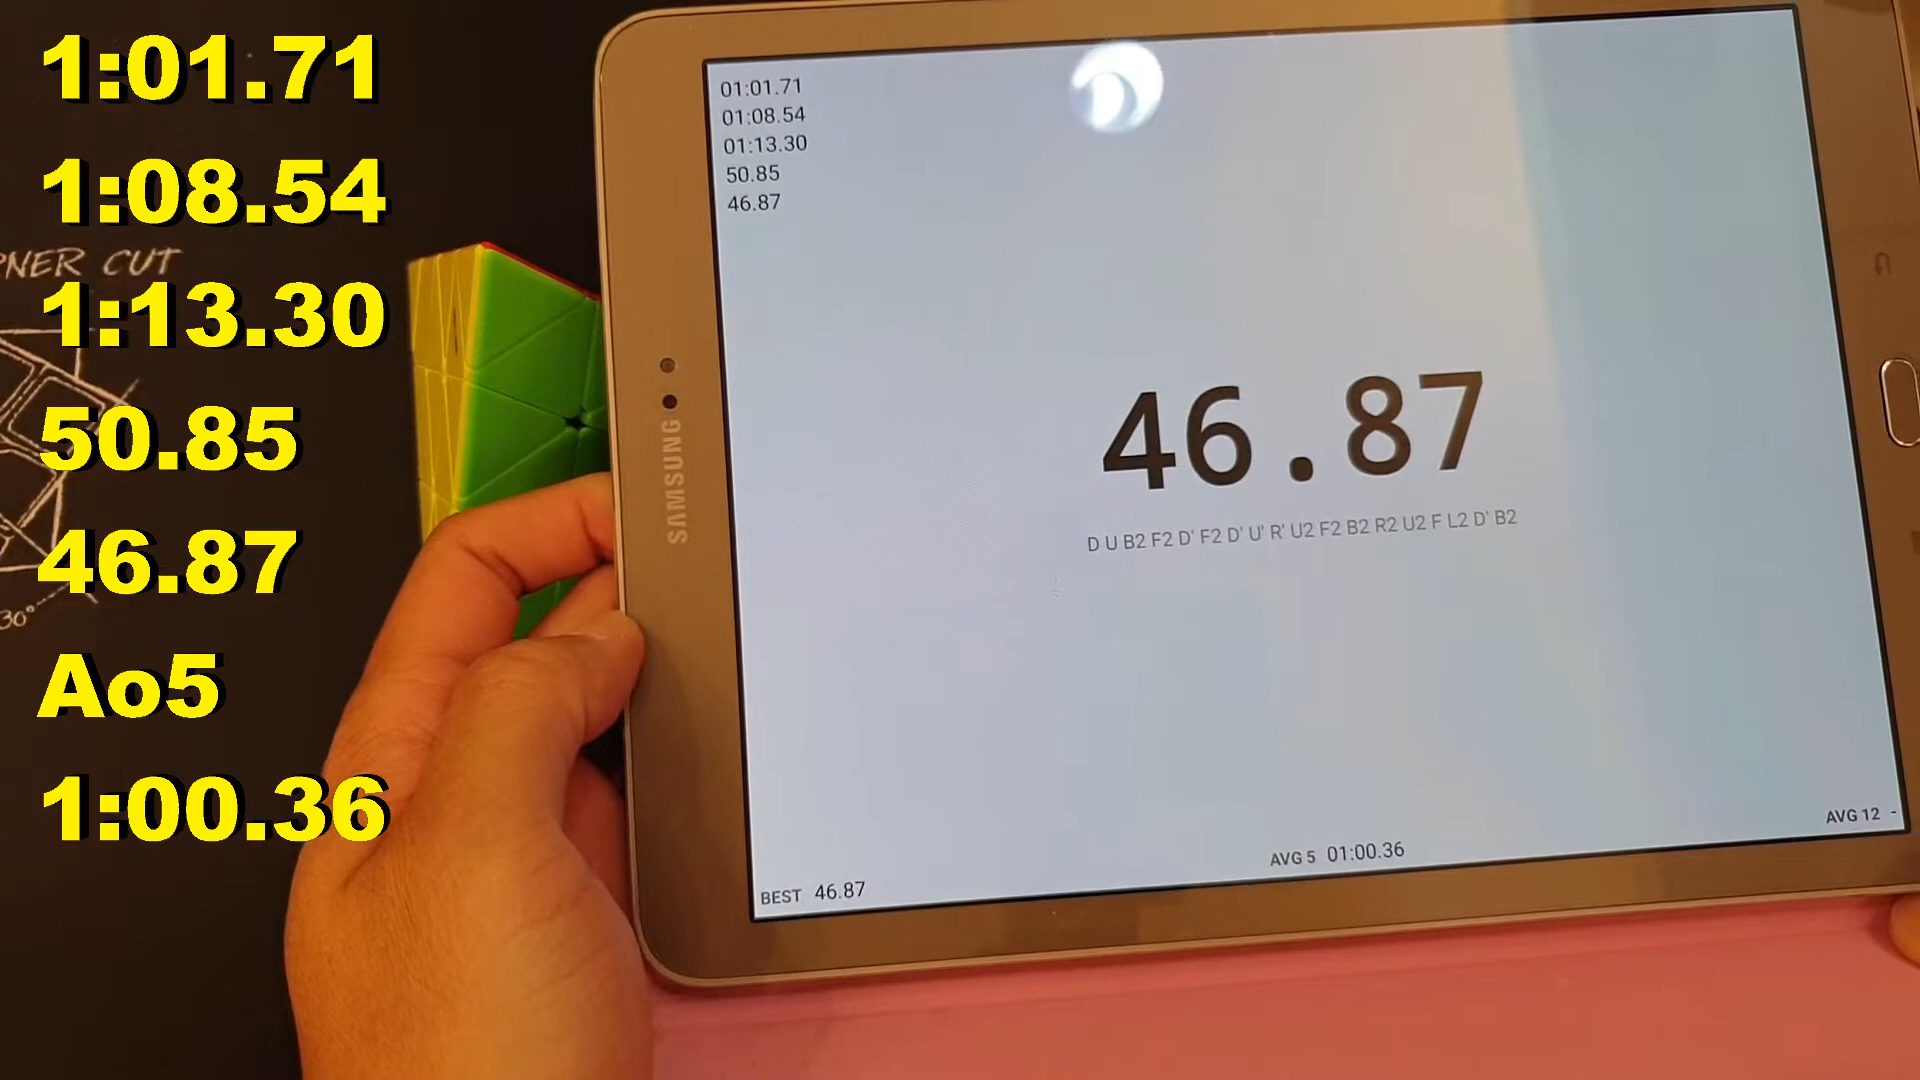 1:01.71
1:08.54
1:13.30
50.85
46.87
Ao5
1:00.36
RNER CUT
30°
SAMSUNG
01:01.71
01:08.54
01:13.30
50.85
46.87
46.87
D U B2 F2 D' F2 D' U' R' U2 F2 B2 R2 U2 F L2 D' B2
BEST 46.87
AVG 5 01:00.36
AVG 12 -